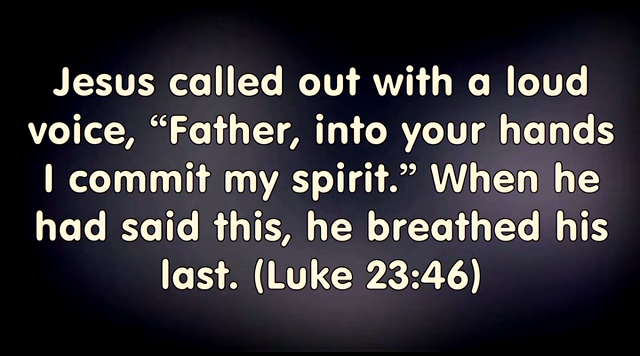 Jesus called out with a loud
voice, “Father, into your hands
I commit my spirit.” When he
had said this, he breathed his
last. (Luke 23:46)